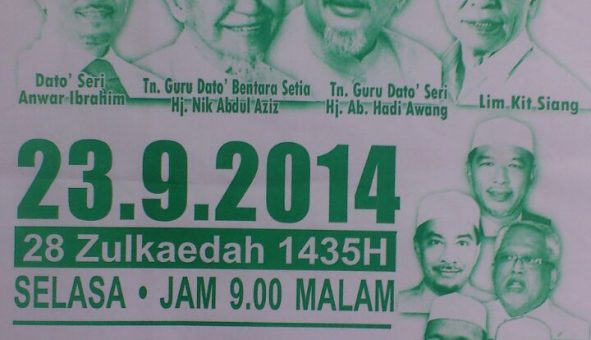 Dato' Seri
Anwar Ibrahim
Tn. Guru Dato' Bentara Setia
Hj. Nik Abdul Aziz
Tn. Guru Dato' Seri
Hj. Ab. Hadi Awang
Lim Kit Siang
23.9.2014
28 Zulkaedah 1435H
SELASA • JAM 9.00 MALAM